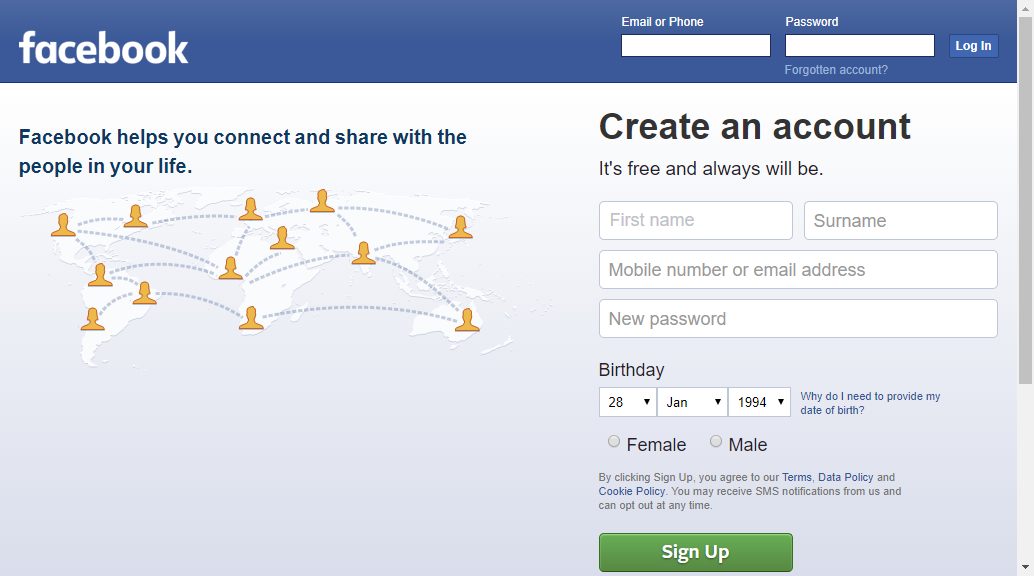 facebook
Email or Phone
Password
Log In
Forgotten account?
Facebook helps you connect and share with the
people in your life.
Create an account
It's free and always will be.
First name
Surname
Mobile number or email address
New password
Birthday
28
Jan
1994
Why do I need to provide my
date of birth?
Female
Male
By clicking Sign Up, you agree to our Terms, Data Policy and
Cookie Policy. You may receive SMS notifications from us and
can opt out at any time.
Sign Up